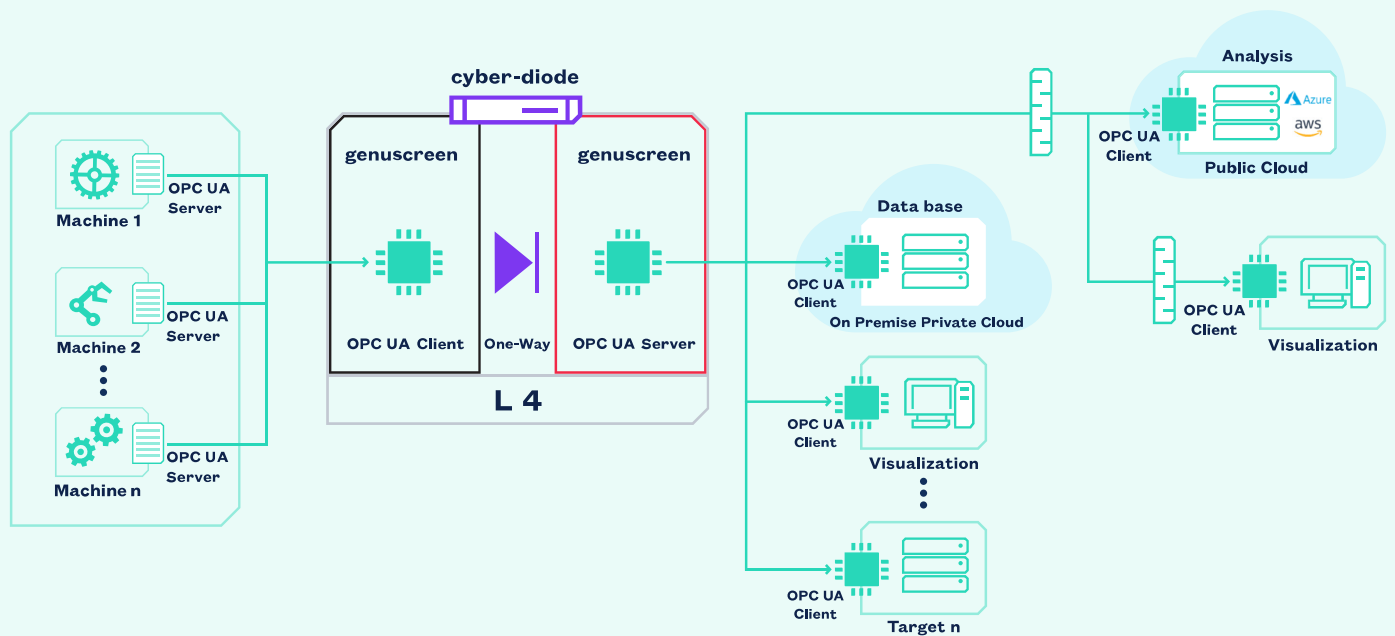 cyber-diode
genuscreen
genuscreen
OPC UA Client
One-Way
OPC UA Server
L 4
OPC UA
Server
Machine 1
OPC UA
Server
Machine 2
OPC UA
Server
Machine n
Analysis
Azure
aws
OPC UA
Client
Public Cloud
Data base
OPC UA
Client
On Premise Private Cloud
OPC UA
Client
Visualization
OPC UA
Client
Visualization
OPC UA
Client
Target n